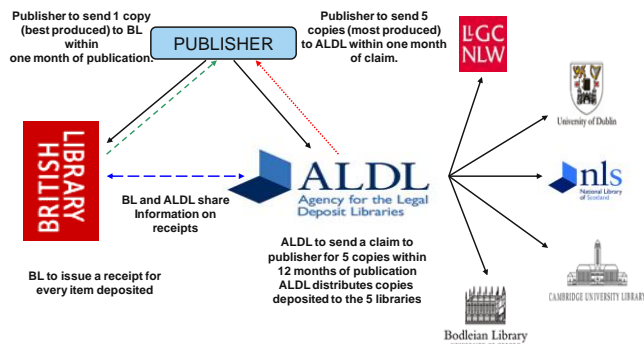 Publisher to send 1 copy
(best produced) to BL
within
one month of publication.
PUBLISHER
Publisher to send 5
copies (most produced)
to ALDL within one month
of claim.
LLGC
NLW
University of Dublin
BRITISH
LIBRARY
ALDL
Agency for the Legal
Deposit Libraries
nls
National Library
of Scotland
BL and ALDL share
Information on
receipts
BL to issue a receipt for
every item deposited
ALDL to send a claim to
publisher for 5 copies within
12 months of publication
ALDL distributes copies
deposited to the 5 libraries
CAMBRIDGE UNIVERSITY LIBRARY
Bodleian Library